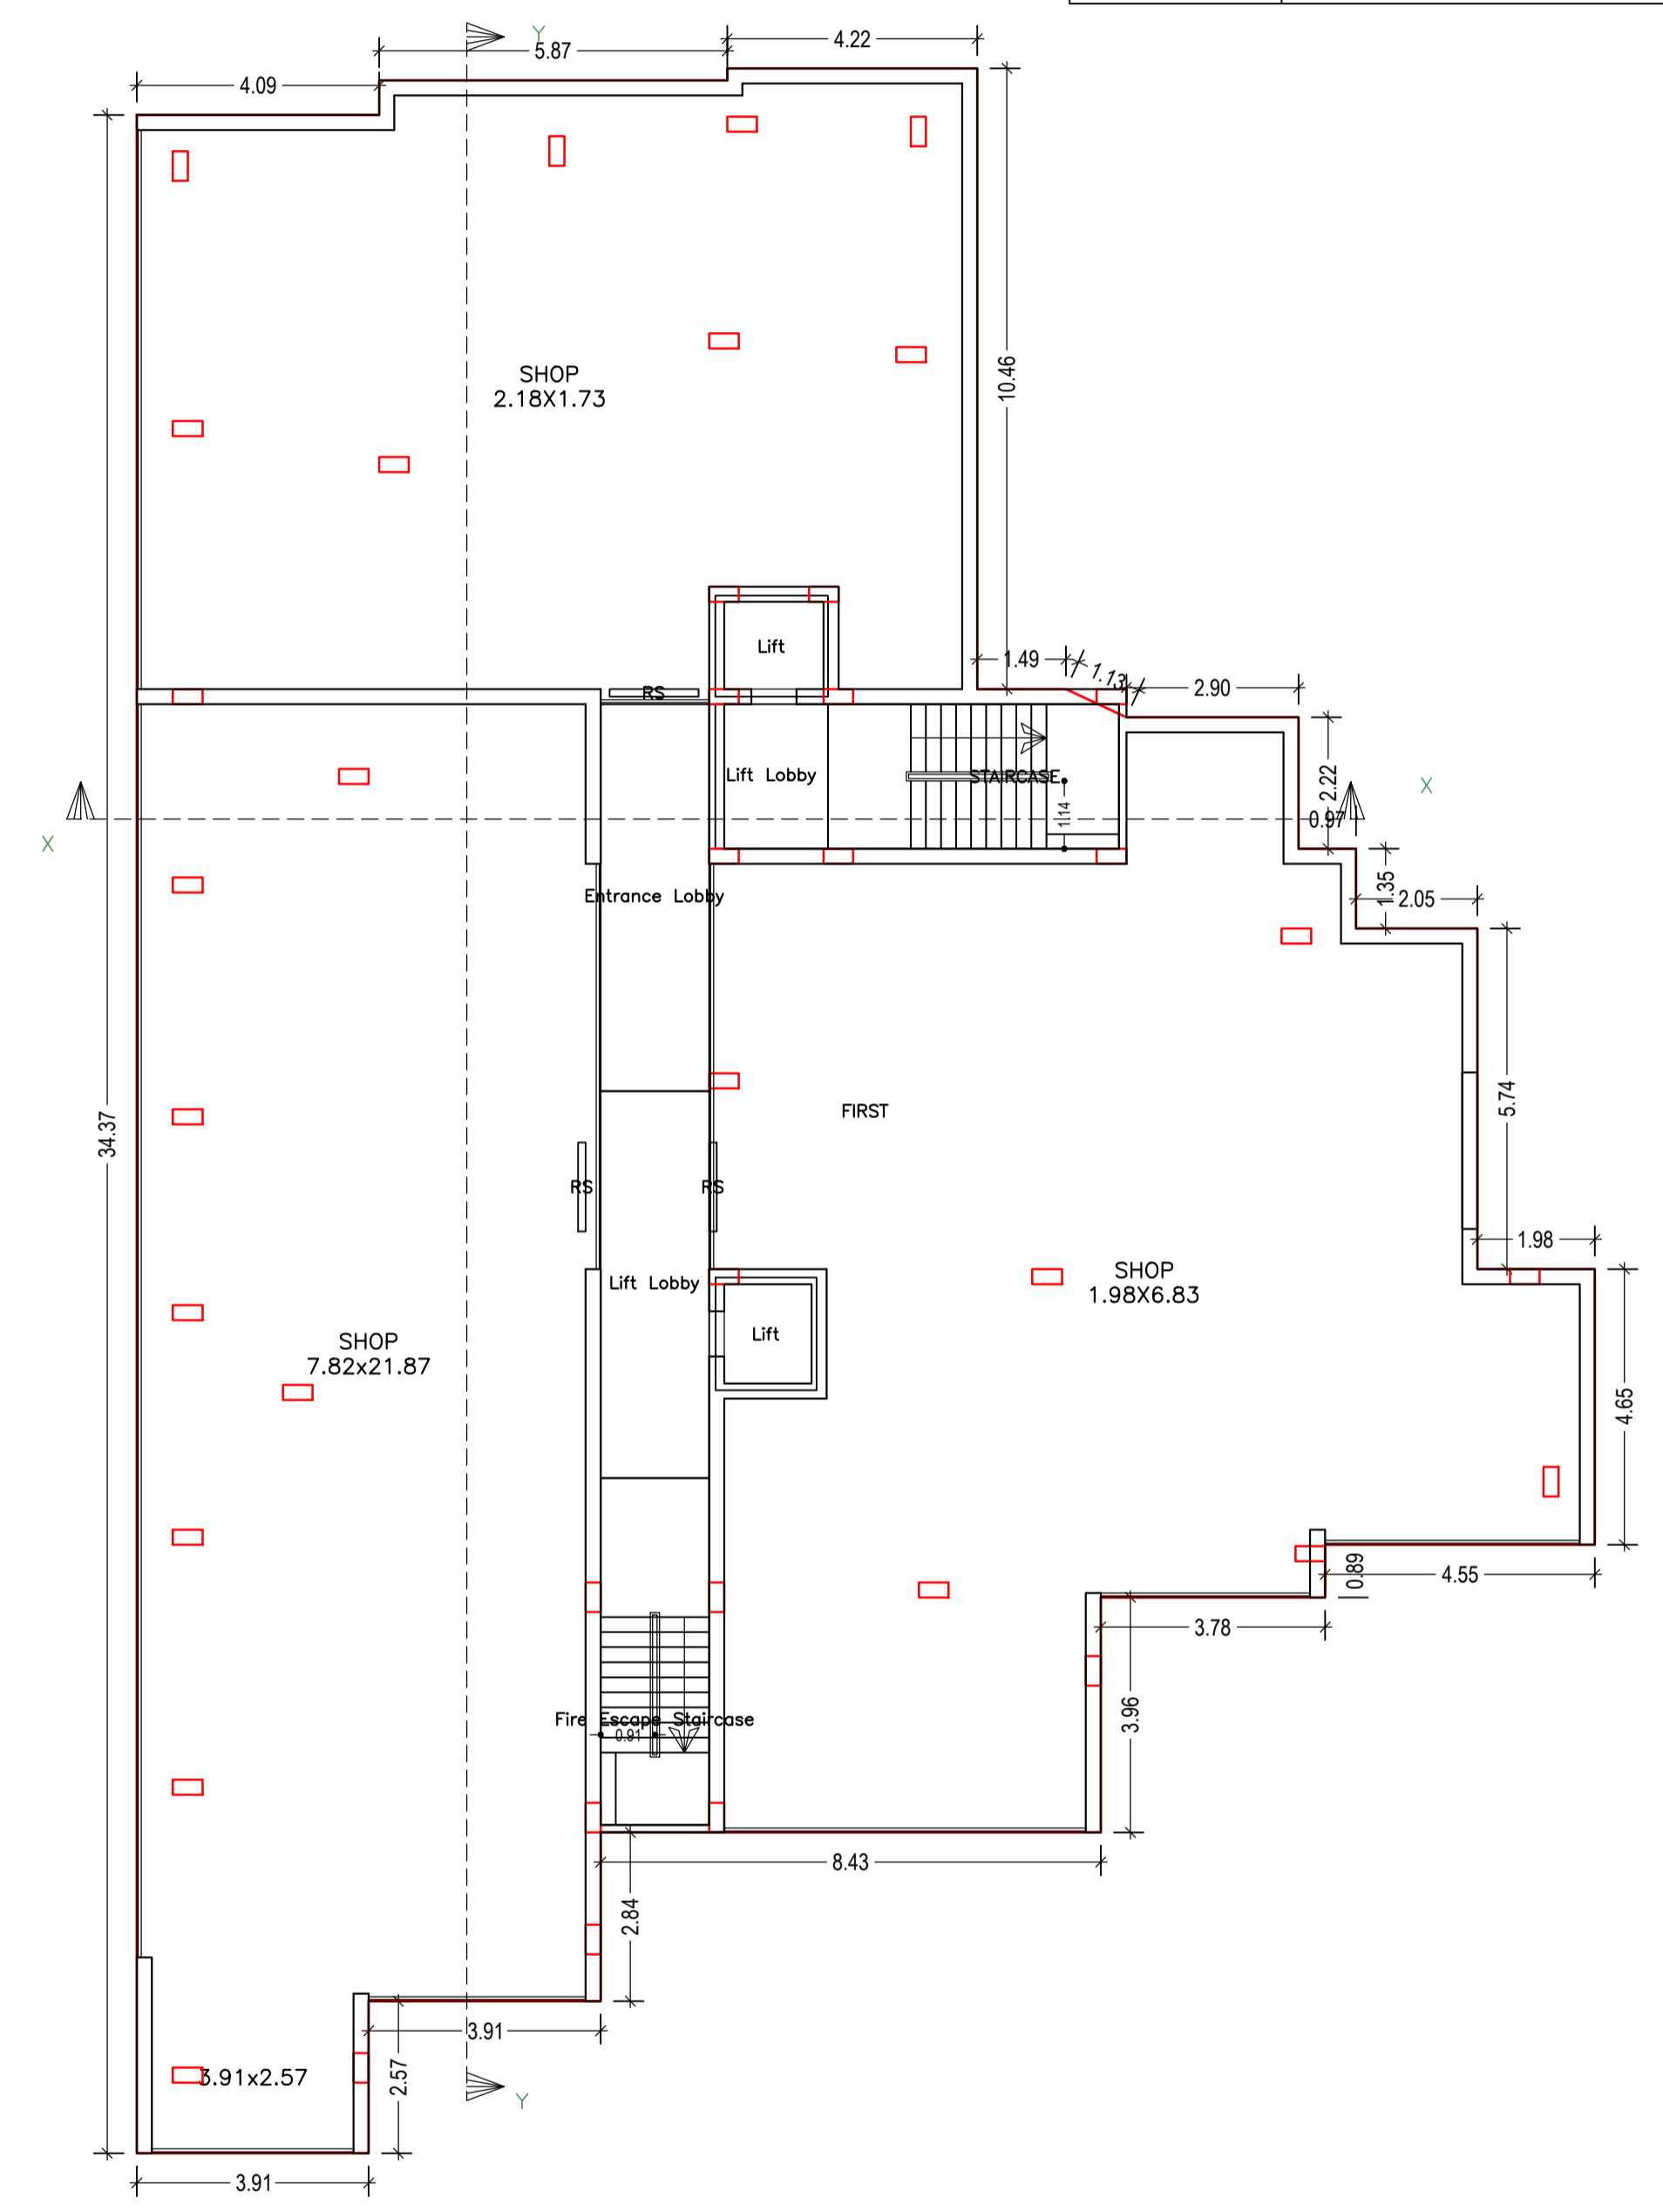 Y
5.87
4.22
4.09
SHOP
2.18X1.73
10.46
Lift
RS
1.49
1.13
2.90
Lift Lobby
STAIRCASE
1.14
2.22
X
0.97
X
1.35
2.05
Entrance Lobby
34.37
FIRST
5.74
RS
RS
1.98
Lift Lobby
SHOP
1.98X6.83
Lift
SHOP
7.82x21.87
4.65
0.89
4.55
3.78
3.96
Fire Escape Staircase
0.91
8.43
2.84
3.91
3.91x2.57
2.57
Y
3.91